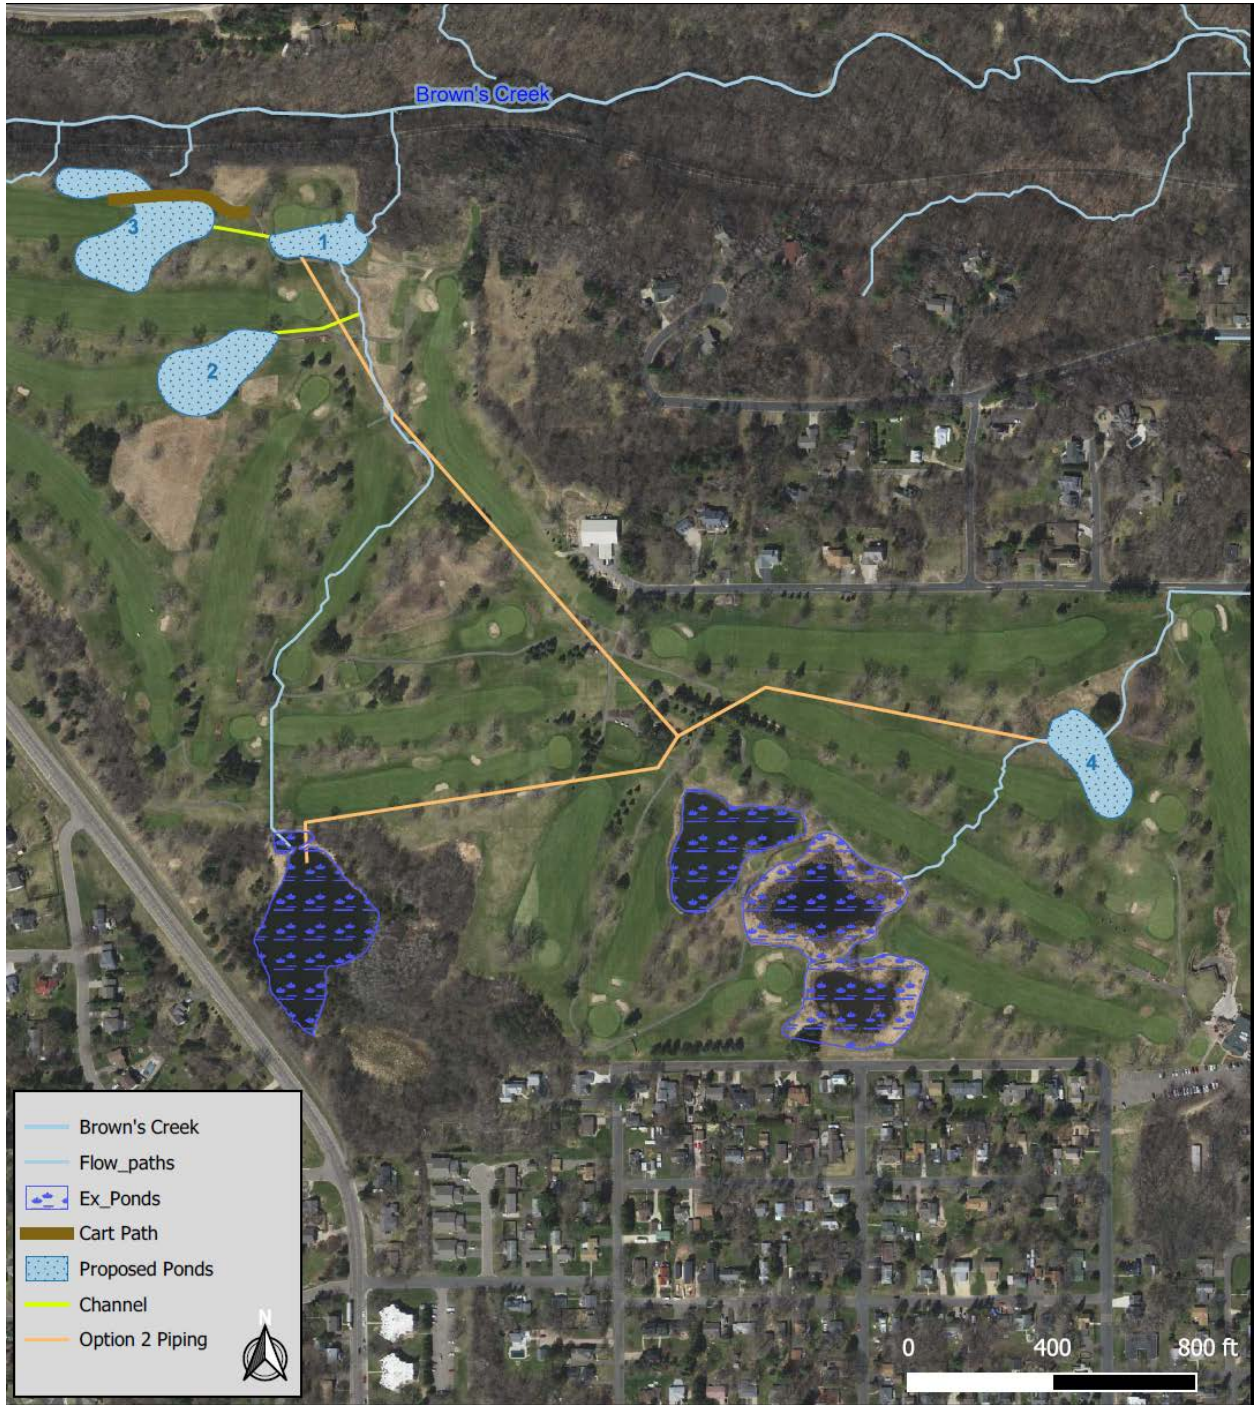 Brown's Creek
3
1
2
4
Brown's Creek
Flow_paths
Ex_Ponds
Cart Path
Proposed Ponds
Channel
Option 2 Piping
N
0 400 800 ft